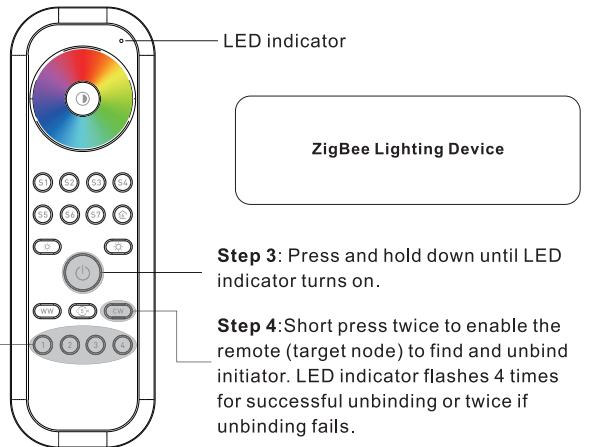 LED indicator
ZigBee Lighting Device
S1 S2 S3 S4
S5 S6 S7
Step 3: Press and hold down until LED
indicator turns on.
WW S CW
Step 4:Short press twice to enable the
remote (target node) to find and unbind
initiator. LED indicator flashes 4 times
for successful unbinding or twice if
unbinding fails.
1 2 3 4